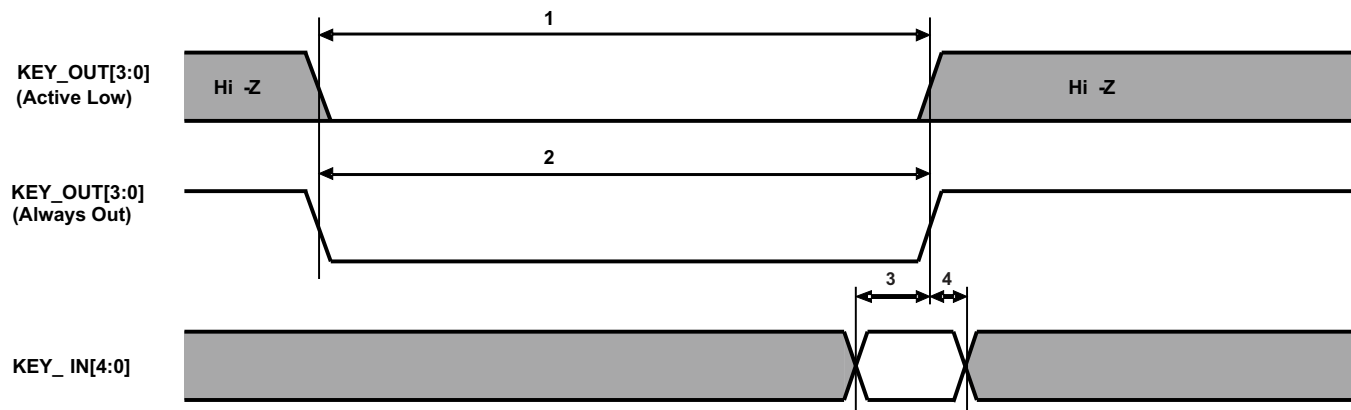 1
KEY_OUT[3:0]
(Active Low)
Hi -Z
Hi -Z
2
KEY_OUT[3:0]
(Always Out)
3
4
KEY_ IN[4:0]